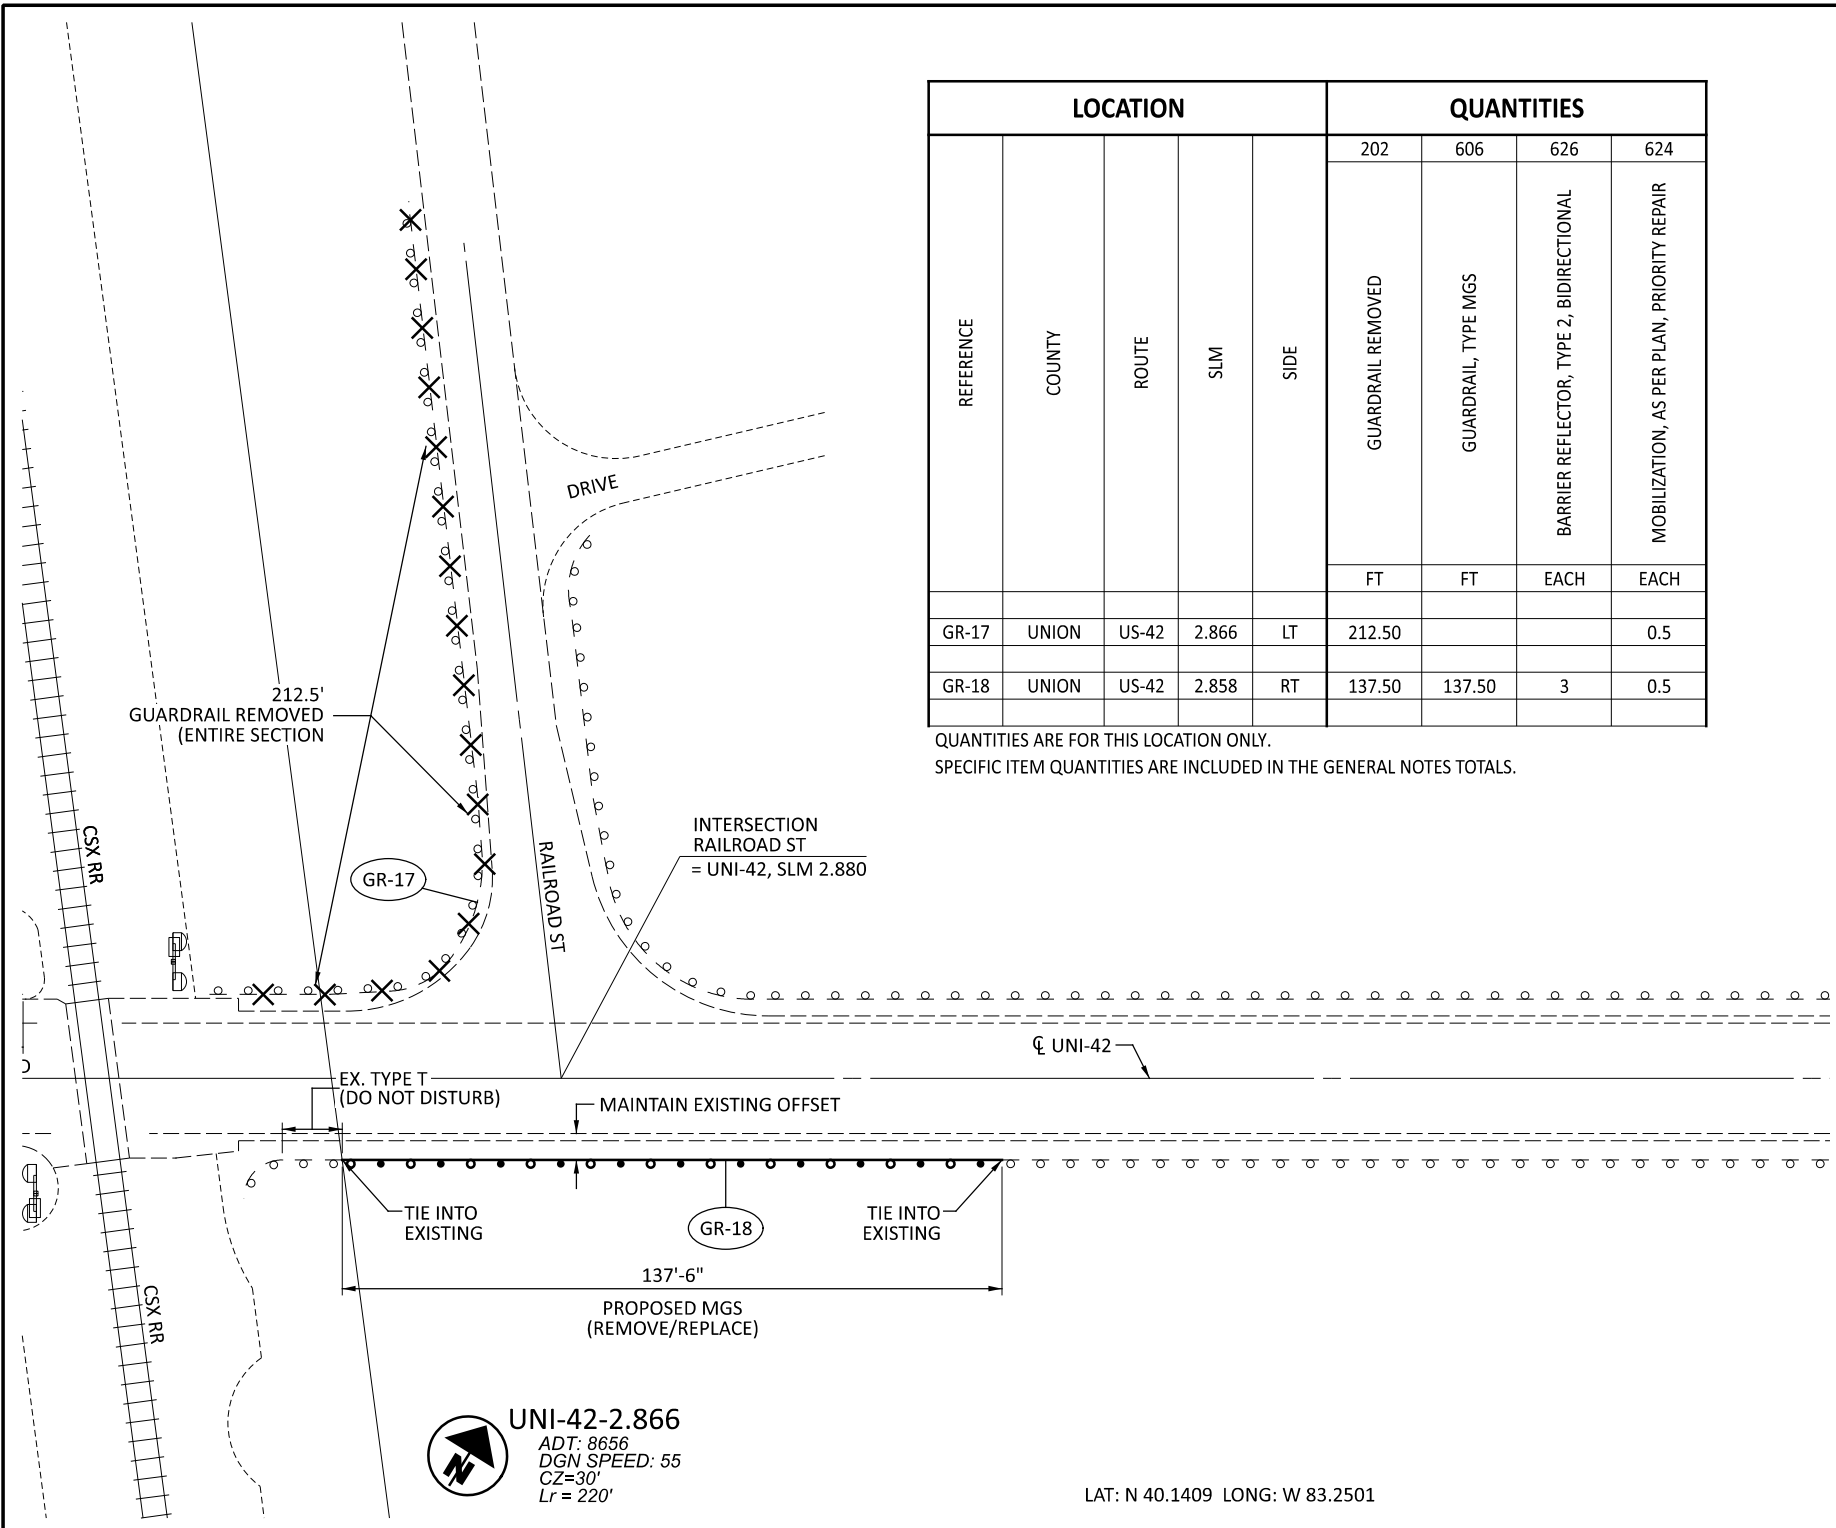 LOCATION QUANTITIES
202 606 626 624
REFERENCE
COUNTY
ROUTE
SLM
SIDE
GUARDRAIL REMOVED
GUARDRAIL, TYPE MGS
BARRIER REFLECTOR, TYPE 2, BIDIRECTIONAL
MOBILIZATION, AS PER PLAN, PRIORITY REPAIR
FT FT EACH EACH
GR-17 UNION US-42 2.866 LT 212.50 0.5
GR-18 UNION US-42 2.858 RT 137.50 137.50 3 0.5
QUANTITIES ARE FOR THIS LOCATION ONLY.
SPECIFIC ITEM QUANTITIES ARE INCLUDED IN THE GENERAL NOTES TOTALS.
DRIVE
212.5'
GUARDRAIL REMOVED
(ENTIRE SECTION
CSX RR
GR-17
RAILROAD ST
INTERSECTION
RAILROAD ST
= UNI-42, SLM 2.880
℄ UNI-42
EX. TYPE T
(DO NOT DISTURB)
MAINTAIN EXISTING OFFSET
TIE INTO
EXISTING
GR-18
TIE INTO
EXISTING
137'-6"
PROPOSED MGS
(REMOVE/REPLACE)
CSX RR
N
UNI-42-2.866
ADT: 8656
DGN SPEED: 55
CZ=30'
Lr = 220'
LAT: N 40.1409 LONG: W 83.2501